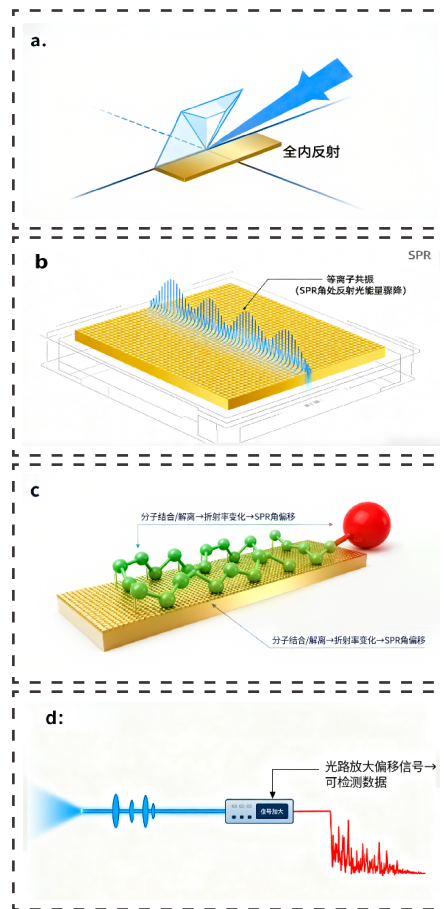 a.
全内反射
b
SPR
等离子共振
(SPR角处反射光能量骤降)
c
分子结合/解离→折射率变化→SPR角偏移
分子结合/解离→折射率变化→SPR角偏移
d:
光路放大偏移信号→
可检测数据
信号加大